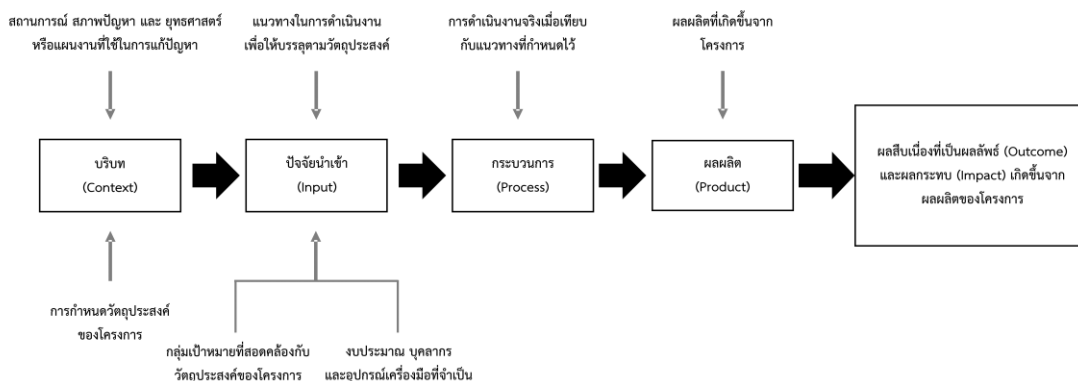 สถานการณ์ สภาพปัญหา และ ยุทธศาสตร์
หรือแผนงานที่ใช้ในการแก้ปัญหา
แนวทางในการดำเนินงาน
เพื่อให้บรรลุตามวัตถุประสงค์
การดำเนินงานจริงเมื่อเทียบ
กับแนวทางที่กำหนดไว้
ผลผลิตที่เกิดขึ้นจาก
โครงการ
บริบท
(Context)
ปัจจัยนำเข้า
(Input)
กระบวนการ
(Process)
ผลผลิต
(Product)
ผลสืบเนื่องที่เป็นผลลัพธ์ (Outcome)
และผลกระทบ (Impact) เกิดขึ้นจาก
ผลผลิตของโครงการ
การกำหนดวัตถุประสงค์
ของโครงการ
กลุ่มเป้าหมายที่สอดคล้องกับ
วัตถุประสงค์ของโครงการ
งบประมาณ บุคลากร
และอุปกรณ์เครื่องมือที่จำเป็น